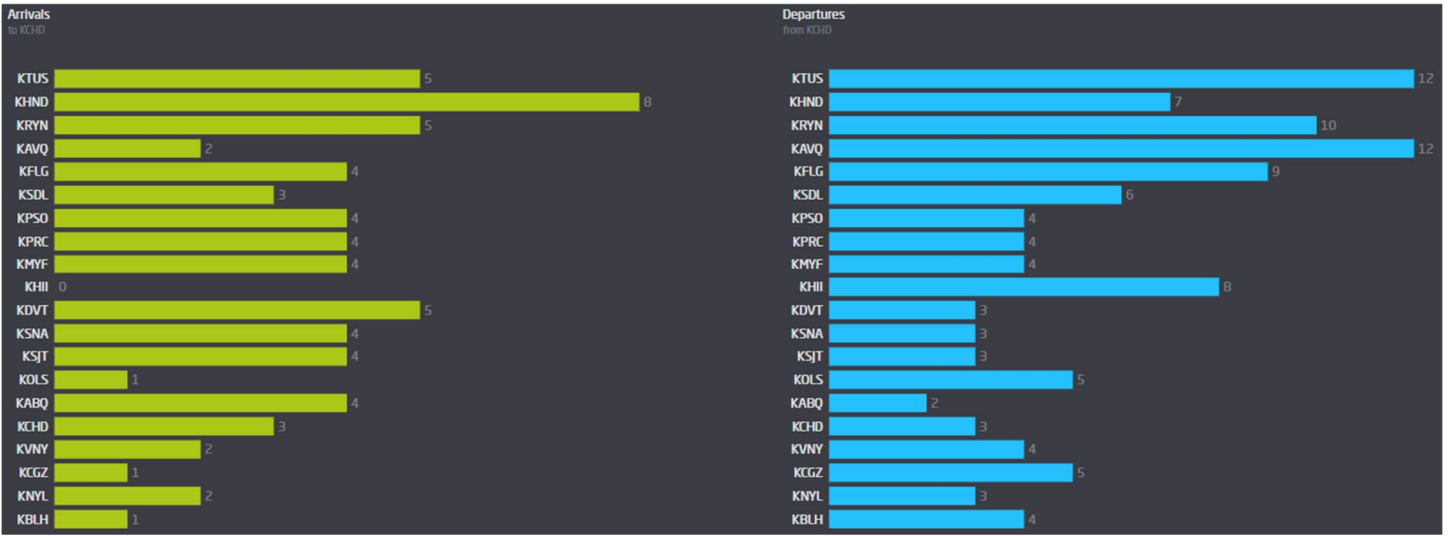 Arrivals
to KCHD
KTUS 5
KHND 8
KRYN 5
KAVQ 2
KFLG 4
KSDL 3
KPSO 4
KPRC 4
KMYF 4
KHII 0
KDVT 5
KSNA 4
KSJT 4
KOLS 1
KABQ 4
KCHD 3
KVNY 2
KCGZ 1
KNYL 2
KBLH 1
Departures
from KCHD
KTUS 12
KHND 7
KRYN 10
KAVQ 12
KFLG 9
KSDL 6
KPSO 4
KPRC 4
KMYF 4
KHII 8
KDVT 3
KSNA 3
KSJT 3
KOLS 5
KABQ 2
KCHD 3
KVNY 4
KCGZ 5
KNYL 3
KBLH 4